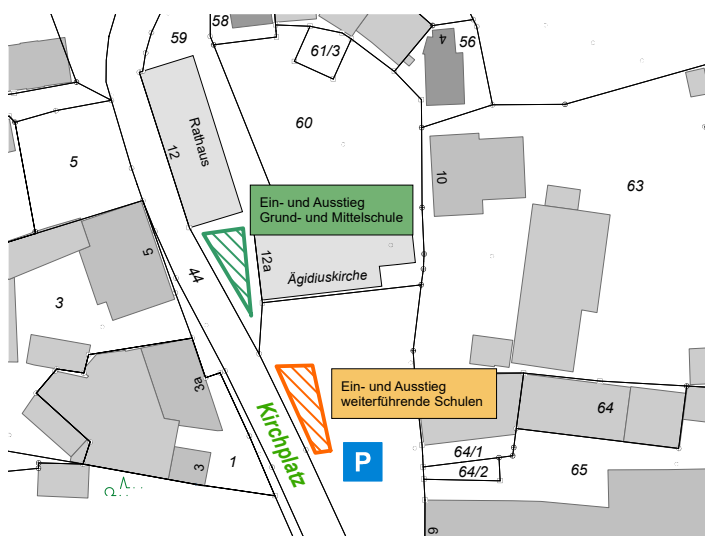 58
59
61/3
4
56
60
Rathaus
12
5
10
63
Ein- und Ausstieg
Grund- und Mittelschule
5
44
12a
Ägidiuskirche
3
Ein- und Ausstieg
weiterführende Schulen
3a
Kirchplatz
64
P
64/1
64/2
65
1
3
6